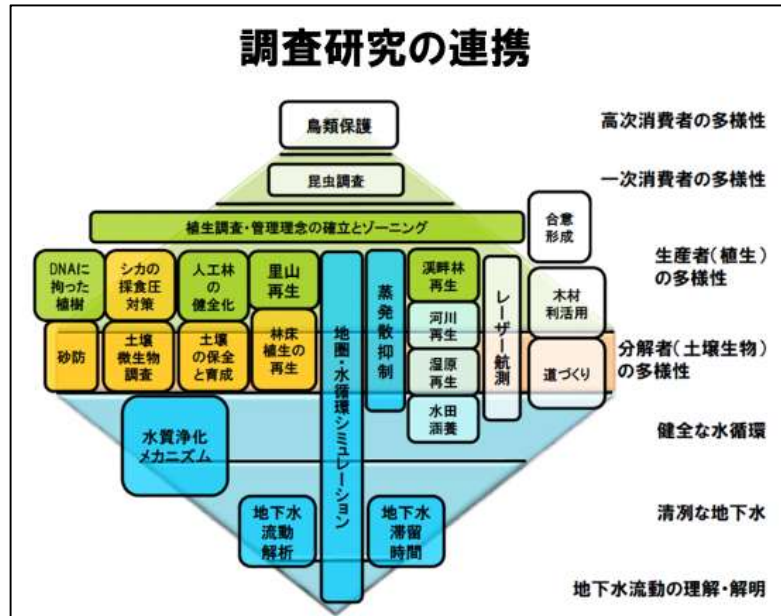 調査研究の連携
鳥類保護
高次消費者の多様性
昆虫調査
一次消費者の多様性
植生調査・管理理念の確立とゾーニング
合意
形成
生産者(植生)
の多様性
DNAに
拘った
植樹
シカの
採食圧
対策
人工林
の
健全化
里山
再生
地圏・水循環シミュレーション
蒸発散抑制
渓畔林
再生
レーザー航測
木材
利活用
河川
再生
砂防
土壌
微生物
調査
土壌
の保全
と育成
林床
植生の
再生
湿原
再生
道づくり
分解者(土壌生物)
の多様性
水田
涵養
水質浄化
メカニズム
健全な水循環
地下水
流動
解析
地下水
滞留
時間
清冽な地下水
地下水流動の理解・解明